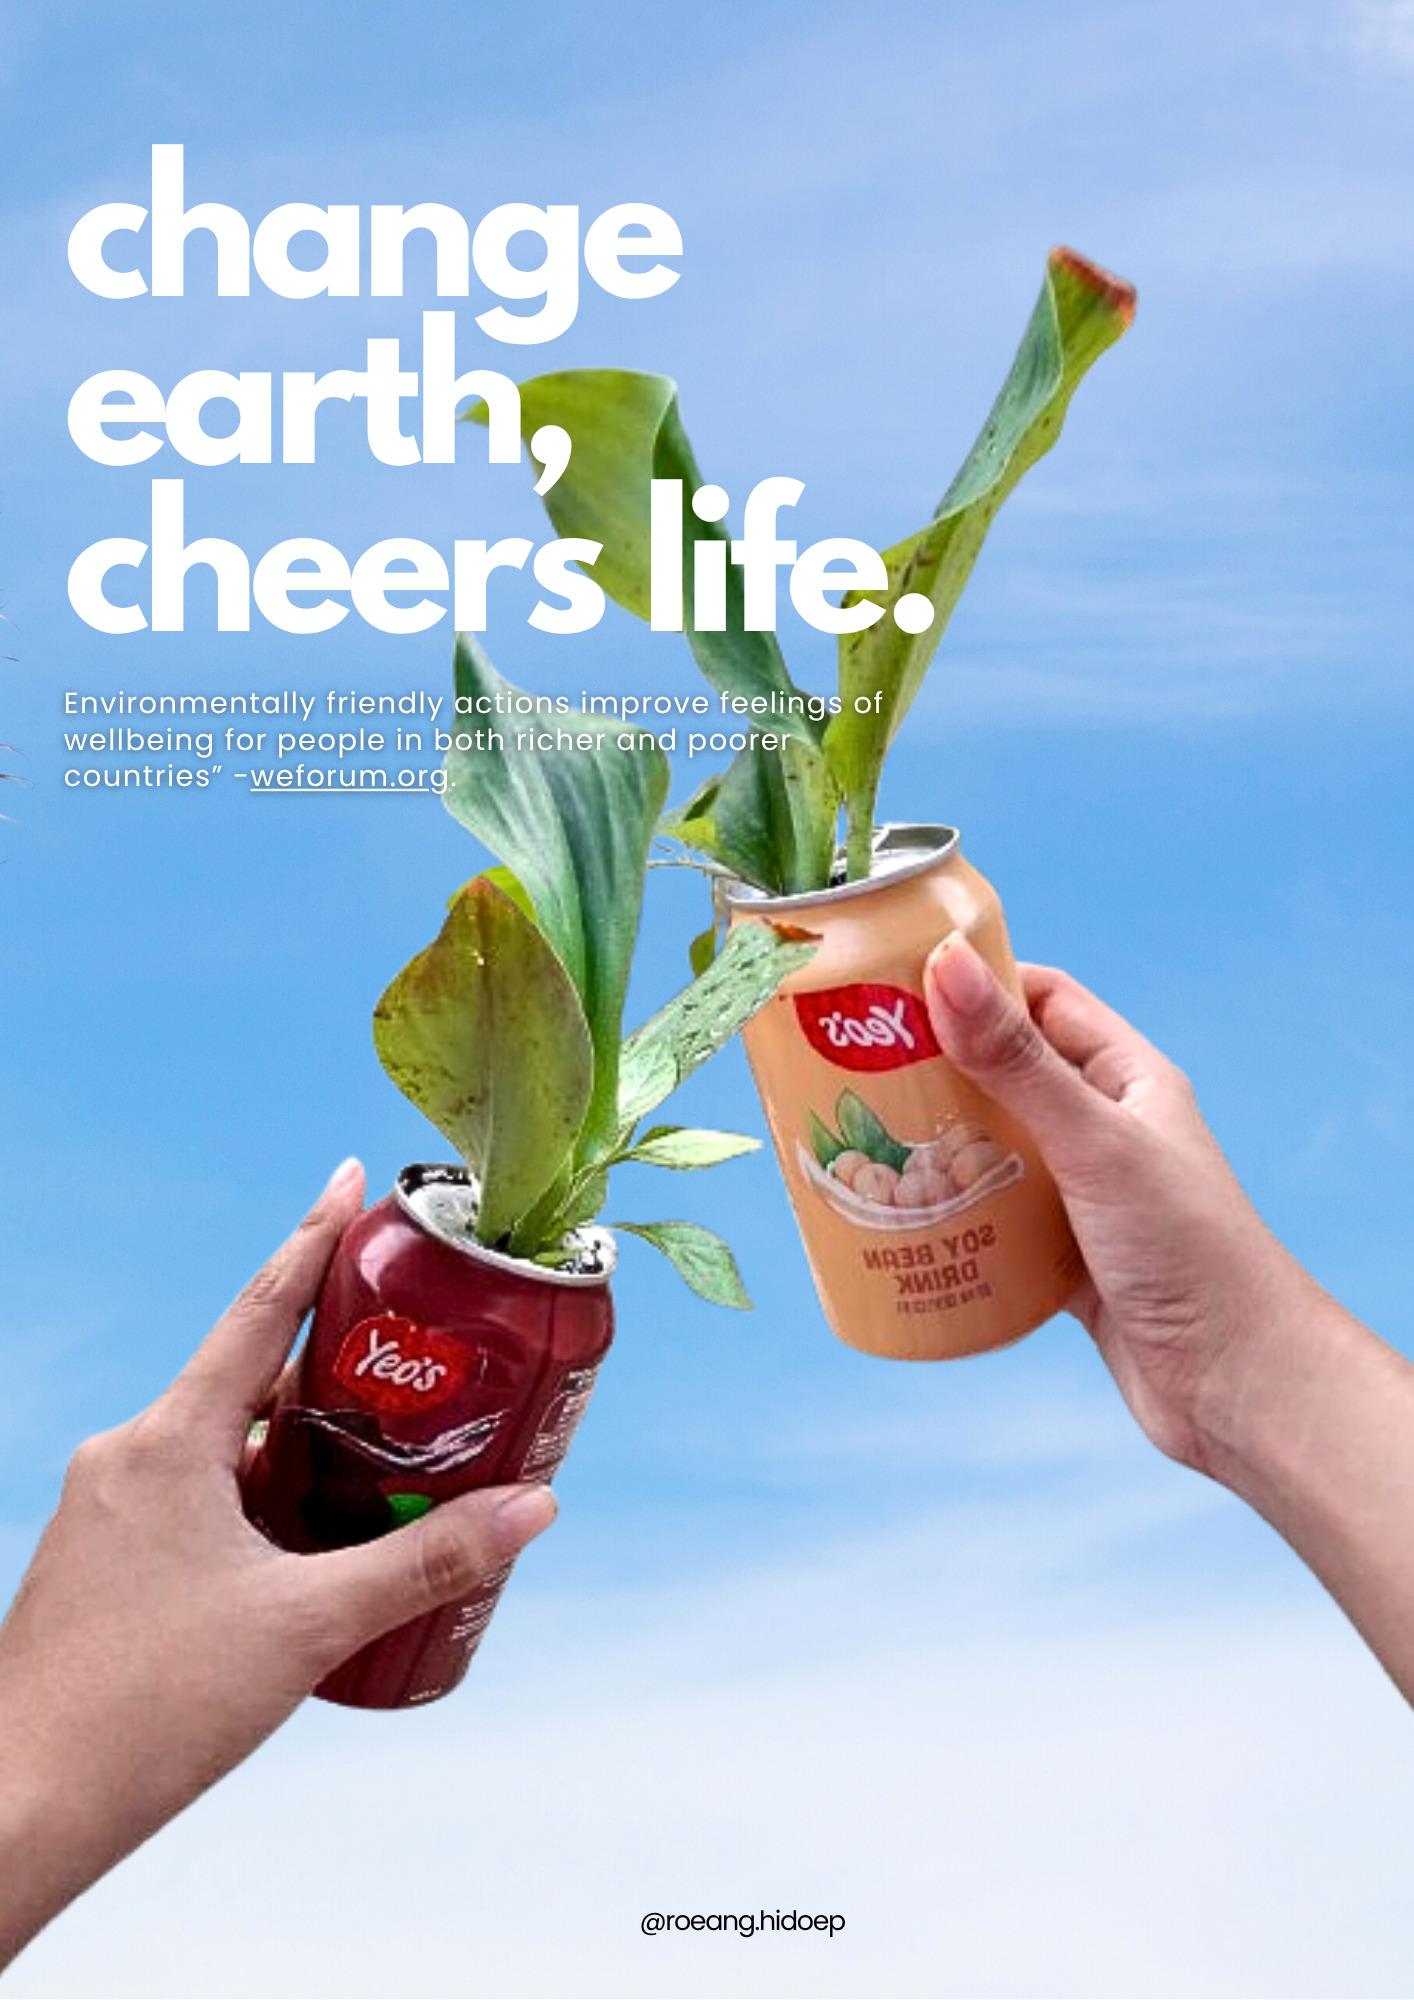 change
earth,
cheers life.
Environmentally friendly actions improve feelings of
wellbeing for people in both richer and poorer
countries” -weforum.org.
Yeo's
SOY BEAN
DRINK
Yeo's
@roeang.hidoep